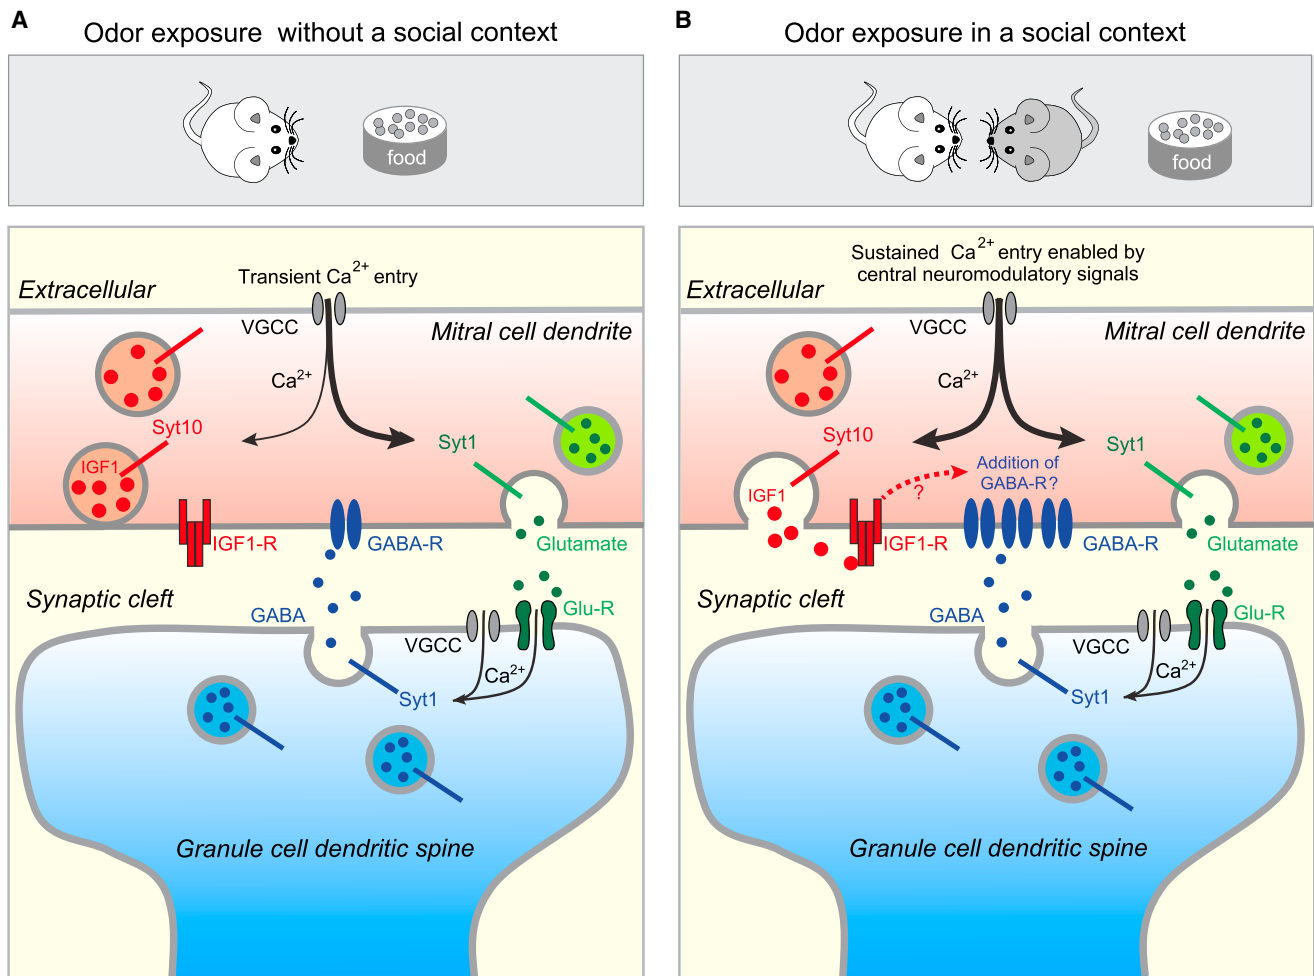 A
Odor exposure without a social context
food
Transient Ca2+ entry
Extracellular
VGCC
Mitral cell dendrite
Ca2+
Syt10
Syt1
IGF1
IGF1-R
GABA-R
Glutamate
Synaptic cleft
GABA
Glu-R
VGCC
Ca2+
Syt1
Granule cell dendritic spine
B
Odor exposure in a social context
food
Sustained Ca2+ entry enabled by
central neuromodulatory signals
Extracellular
VGCC
Mitral cell dendrite
Ca2+
Syt10
Syt1
Addition of
GABA-R?
?
IGF1
IGF1-R
GABA-R
Glutamate
Synaptic cleft
GABA
Glu-R
VGCC
Ca2+
Syt1
Granule cell dendritic spine